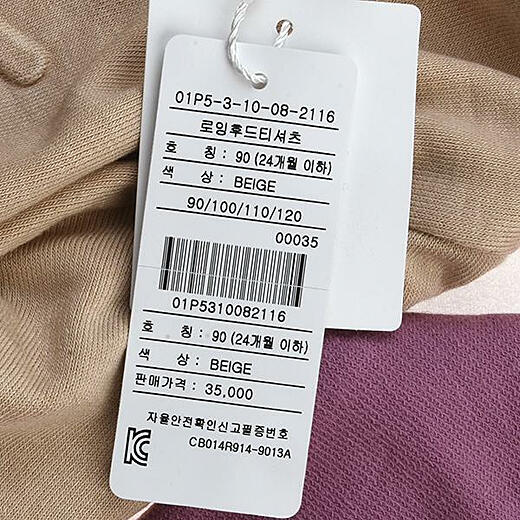 01P5-3-10-08-2116
로잉후드티셔츠
호 칭 : 90 (24개월 이하)
색 상 : BEIGE
90/100/110/120
00035
01P5310082116
호 칭 : 90 (24개월 이하)
색 상 : BEIGE
판매가격 : 35,000
자율안전확인신고필증번호
CB014R914-9013A